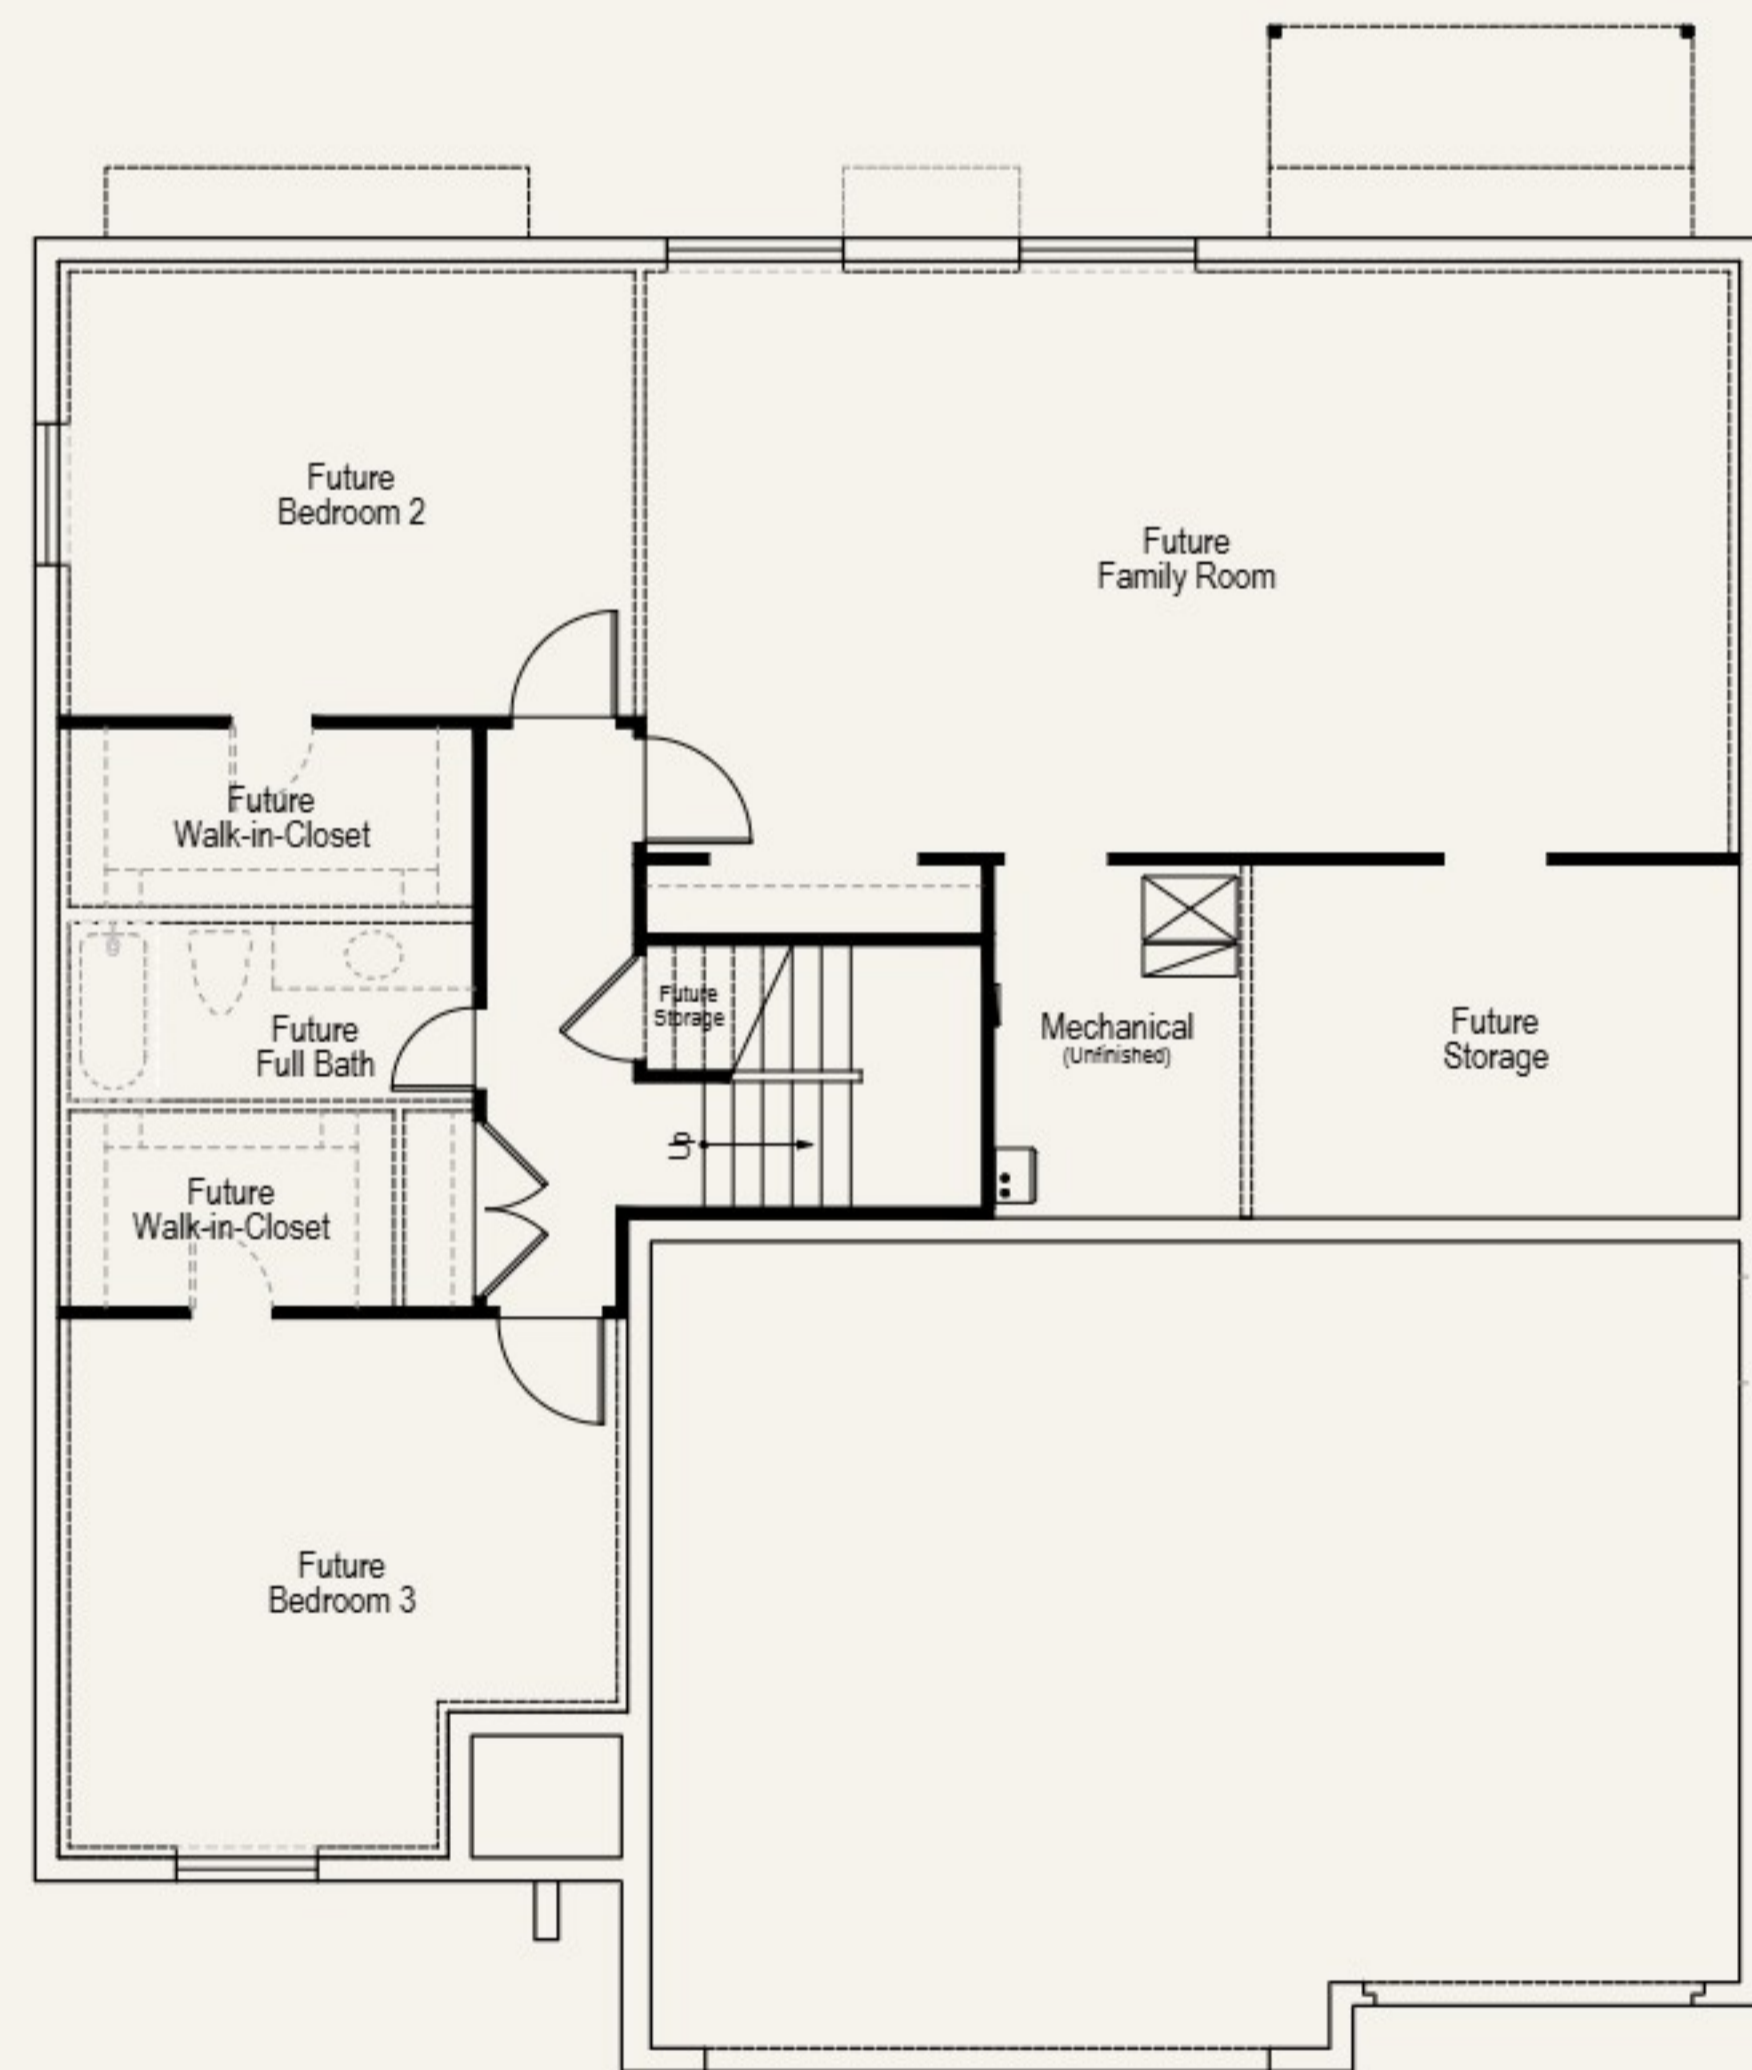 Future
Bedroom 2
Future
Family Room
Future
Walk-in-Closet
Future
Storage
Future
Full Bath
Mechanical
(Unfinished)
Future
Storage
Up
Future
Walk-in-Closet
Future
Bedroom 3